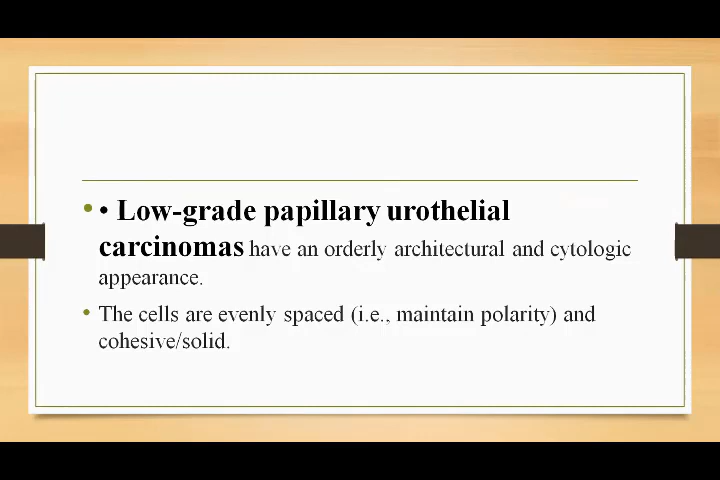 • • Low-grade papillary urothelial
carcinomas have an orderly architectural and cytologic
appearance.
• The cells are evenly spaced (i.e., maintain polarity) and
cohesive/solid.